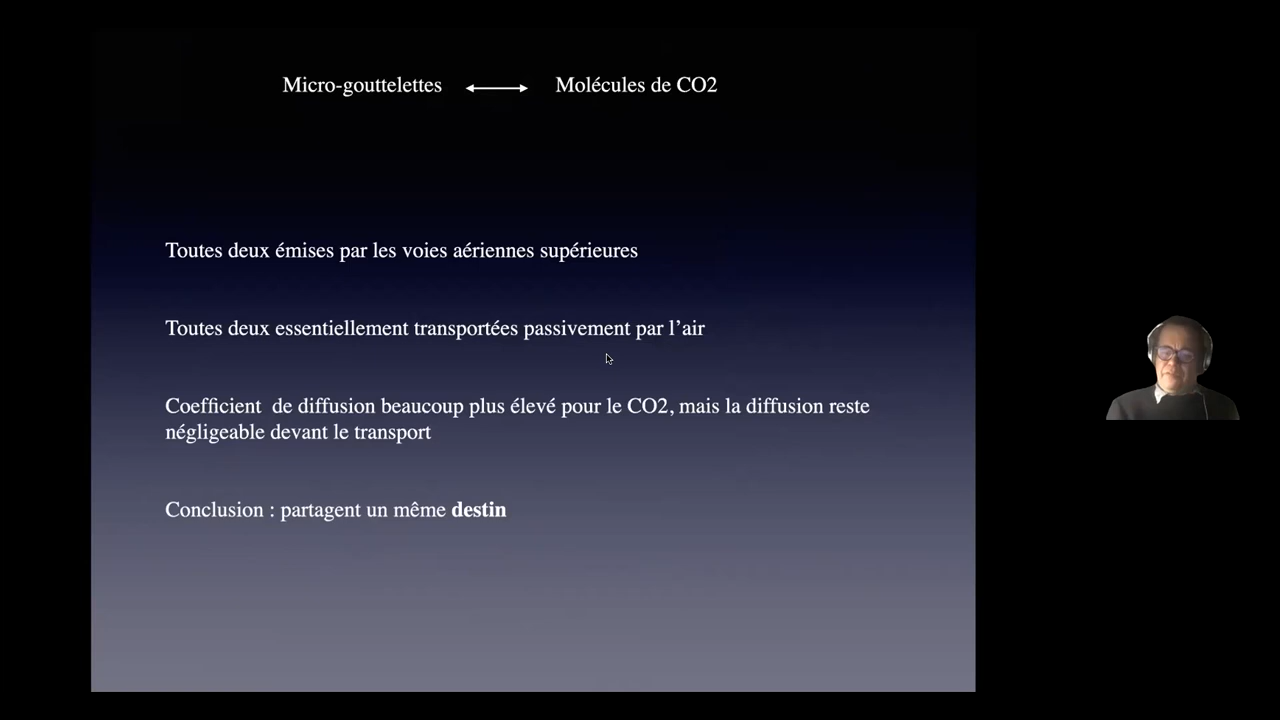 Micro-gouttelettes Molécules de CO2
Toutes deux émises par les voies aériennes supérieures
Toutes deux essentiellement transportées passivement par l’air
Coefficient de diffusion beaucoup plus élevé pour le CO2, mais la diffusion reste
négligeable devant le transport
Conclusion : partagent un même destin